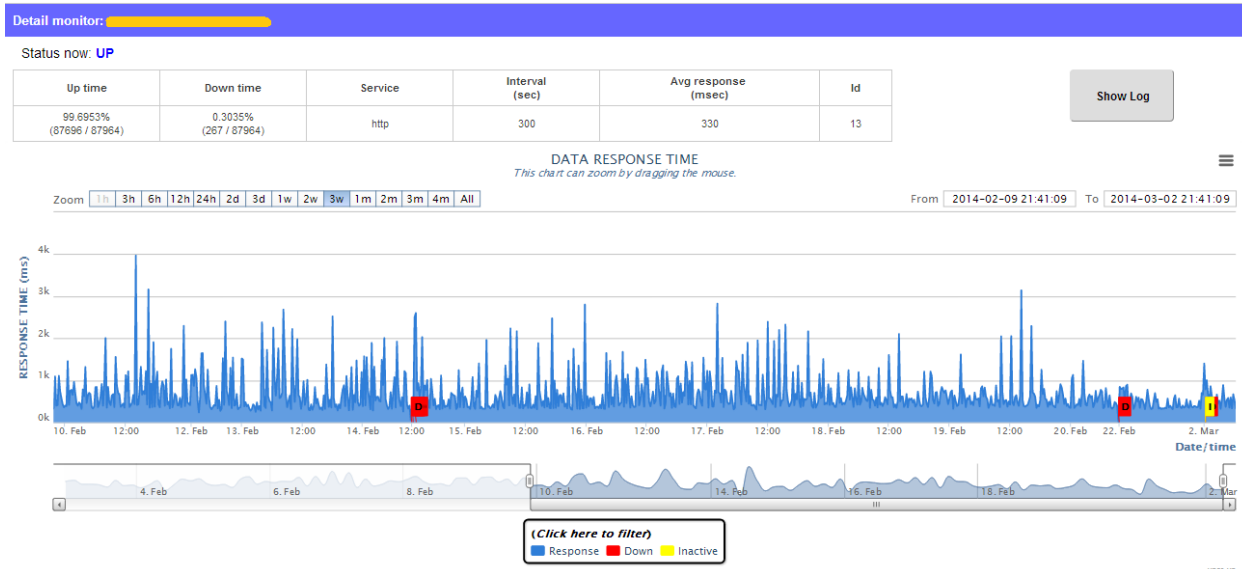 Detail monitor:
Status now: UP
Up time Down time Service Interval (sec) Avg response (msec) Id
99.6953% (87696 / 87964) 0.3035% (267 / 87964) http 300 330 13
Show Log
DATA RESPONSE TIME
This chart can zoom by dragging the mouse.
Zoom 1h 3h 6h 12h 24h 2d 3d 1w 2w 3w 1m 2m 3m 4m All
From 2014-02-09 21:41:09 To 2014-03-02 21:41:09
RESPONSE TIME (ms)
4k
3k
2k
1k
0k
D D I
10. Feb 12:00 12. Feb 13. Feb 12:00 14. Feb 12:00 15. Feb 12:00 16. Feb 12:00 17. Feb 12:00 18. Feb 12:00 19. Feb 12:00 20. Feb 22. Feb 2. Mar
Date/time
4. Feb 6. Feb 8. Feb 10. Feb 14. Feb 16. Feb 18. Feb 2. Mar
(Click here to filter)
Response Down Inactive